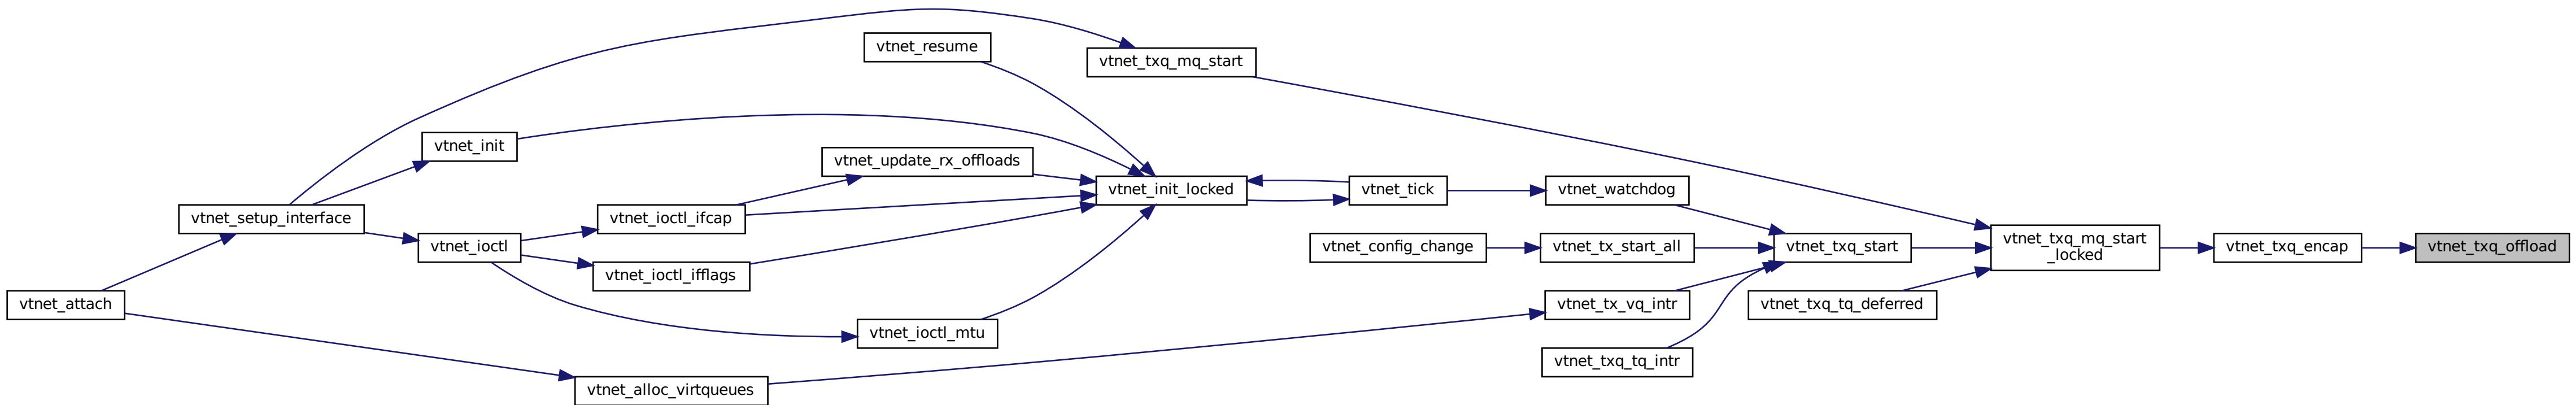 vtnet_resume
vtnet_txq_mq_start
vtnet_init
vtnet_update_rx_offloads
vtnet_init_locked
vtnet_tick
vtnet_watchdog
vtnet_setup_interface
vtnet_ioctl_ifcap
vtnet_ioctl
vtnet_config_change
vtnet_tx_start_all
vtnet_txq_start
vtnet_txq_mq_start
_locked
vtnet_txq_encap
vtnet_txq_offload
vtnet_ioctl_ifflags
vtnet_attach
vtnet_tx_vq_intr
vtnet_txq_tq_deferred
vtnet_ioctl_mtu
vtnet_txq_tq_intr
vtnet_alloc_virtqueues